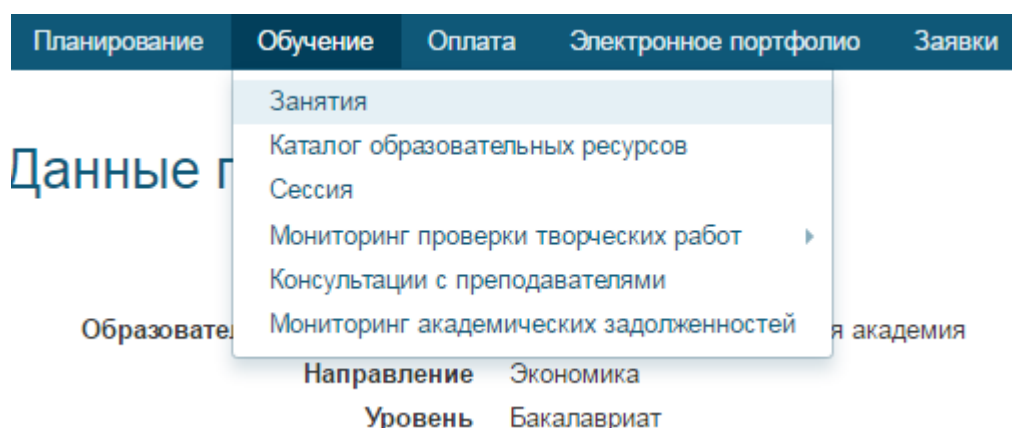 Планирование Обучение Оплата Электронное портфолио Заявки
Занятия
Каталог образовательных ресурсов
Данные
Сессия
Мониторинг проверки творческих работ
Консультации с преподавателями
Мониторинг академических задолженностей
академия
Направление Экономика
Уровень Бакалавриат